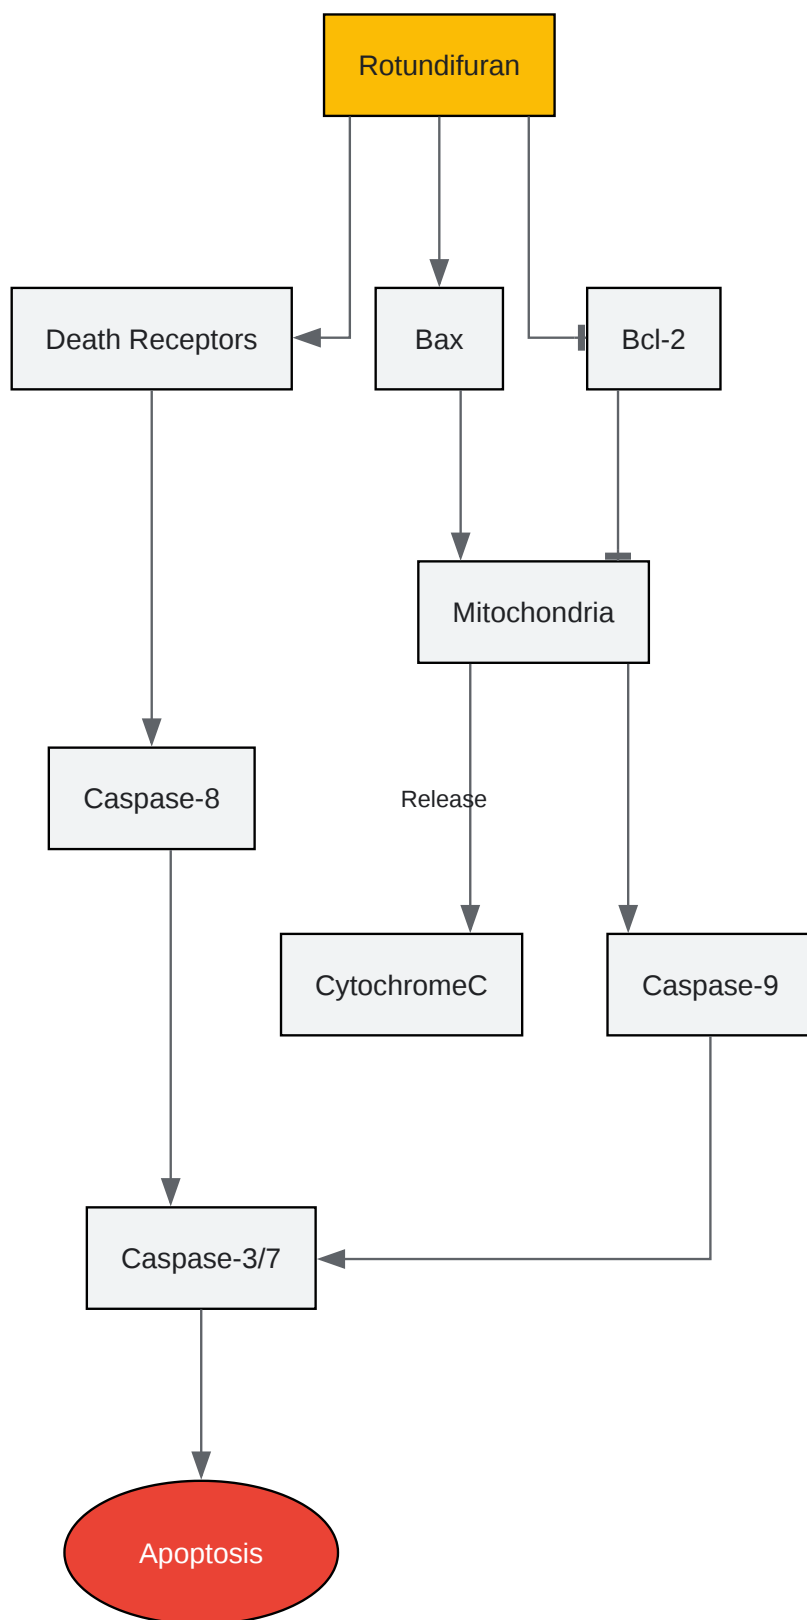 Rotundifuran
Death Receptors
Bax
Bcl-2
Mitochondria
Caspase-8
Release
CytochromeC
Caspase-9
Caspase-3/7
Apoptosis